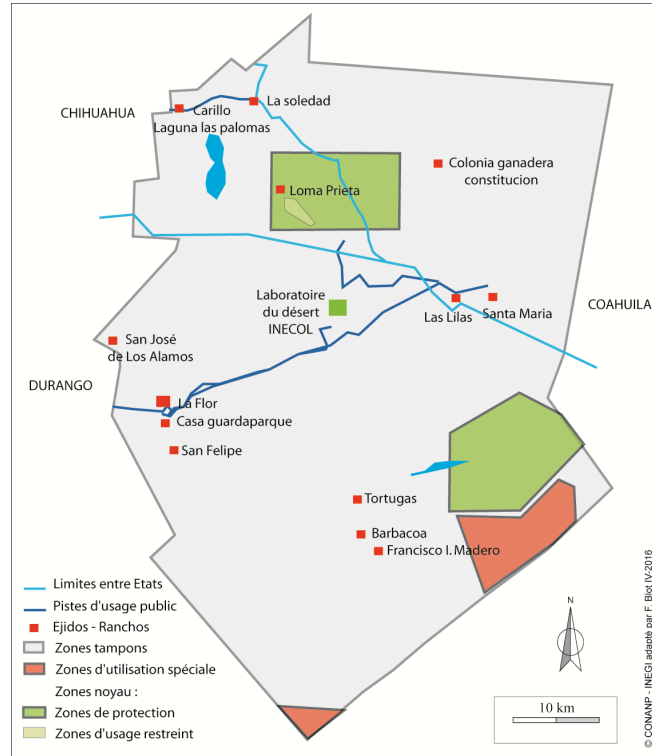 CHIHUAHUA
Carillo
La soledad
Laguna las palomas
Colonia ganadera
constitucion
Loma Prieta
Laboratoire
du désert
INECOL
Las Lilas
Santa Maria
COAHUILA
San José
de Los Alamos
DURANGO
La Flor
Casa guardaparque
San Felipe
Tortugas
Barbacoa
Francisco I. Madero
Limites entre Etats
Pistes d'usage public
Ejidos - Ranchos
Zones tampons
Zones d'utilisation spéciale
Zones noyau :
Zones de protection
Zones d'usage restreint
N
10 km
© CONANP - INEGI adapté par F. Blot IV-2016